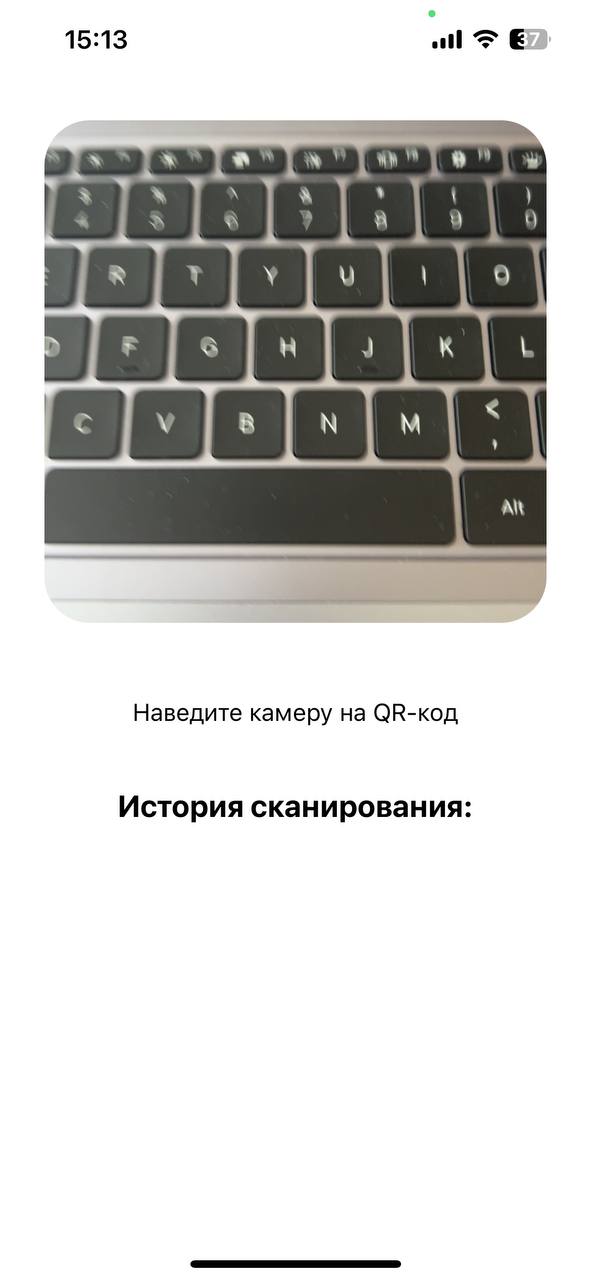 15:13
37
R T Y U I O
F G H J K L
C V B N M <
,
Alt
Наведите камеру на QR-код
История сканирования: